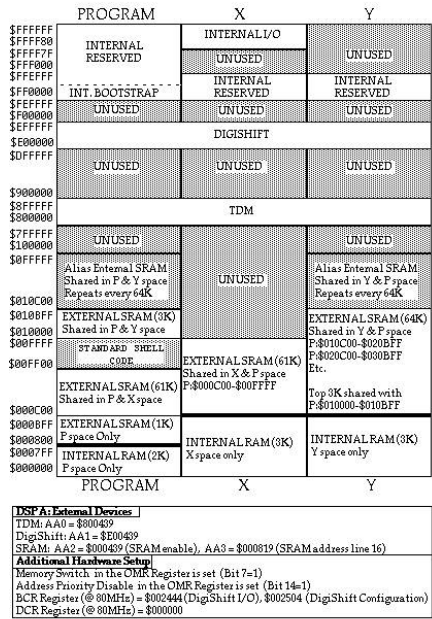 PROGRAM X Y
$FFFFFF
$FFFF80
$FFFF7F
$FFF000
$FFEFFF
$FF0000
$FEFFFF
$F00000
$EFFFFF
$E00000
$DFFFFF
$900000
$8FFFFF
$800000
$7FFFFF
$100000
$0FFFFF
$010C00
$010BFF
$010000
$00FFFF
$00FF00
$000C00
$000BFF
$000800
$0007FF
$000000
INTERNAL
RESERVED
INT. BOOTSTRAP
INTERNAL I/O
UNUSED
INTERNAL
RESERVED
UNUSED
INTERNAL
RESERVED
UNUSED UNUSED UNUSED
DIGISHIFT
UNUSED UNUSED UNUSED
TDM
UNUSED
Alias External SRAM
Shared in P & Y space
Repeats every 64K
EXTERNAL SRAM (3K)
Shared in P & Y space
STANDARD SHELL
CODE
EXTERNAL SRAM (61K)
Shared in P & X space
EXTERNAL SRAM (1K)
P space Only
INTERNAL RAM (2K)
P space Only
UNUSED
EXTERNAL SRAM (61K)
Shared in X & P space
P:$000C00-$00FFFF
INTERNAL RAM (3K)
X space only
UNUSED
Alias External SRAM
Shared in P & Y space
Repeats every 64K
EXTERNAL SRAM (64K)
Shared in Y & P space
P:$010C00-$020BFF
P:$020C00-$030BFF
Etc.
Top 3K shared with
P:$010000-$010BFF
INTERNAL RAM (3K)
Y space only
PROGRAM X Y
DSP A: External Devices
TDM: AA0 = $800439
DigiShift: AA1 = $E00439
SRAM: AA2 = $000439 (SRAM enable), AA3 = $000819 (SRAM address line 16)
Additional Hardware Setup
Memory Switch in the OMR Register is set (Bit 7=1)
Address Priority Disable in the OMR Register is set (Bit 14=1)
BCR Register (@ 80MHz) = $002444 (DigiShift I/O), $002504 (DigiShift Configuration)
DCR Register (@ 80MHz) = $000000